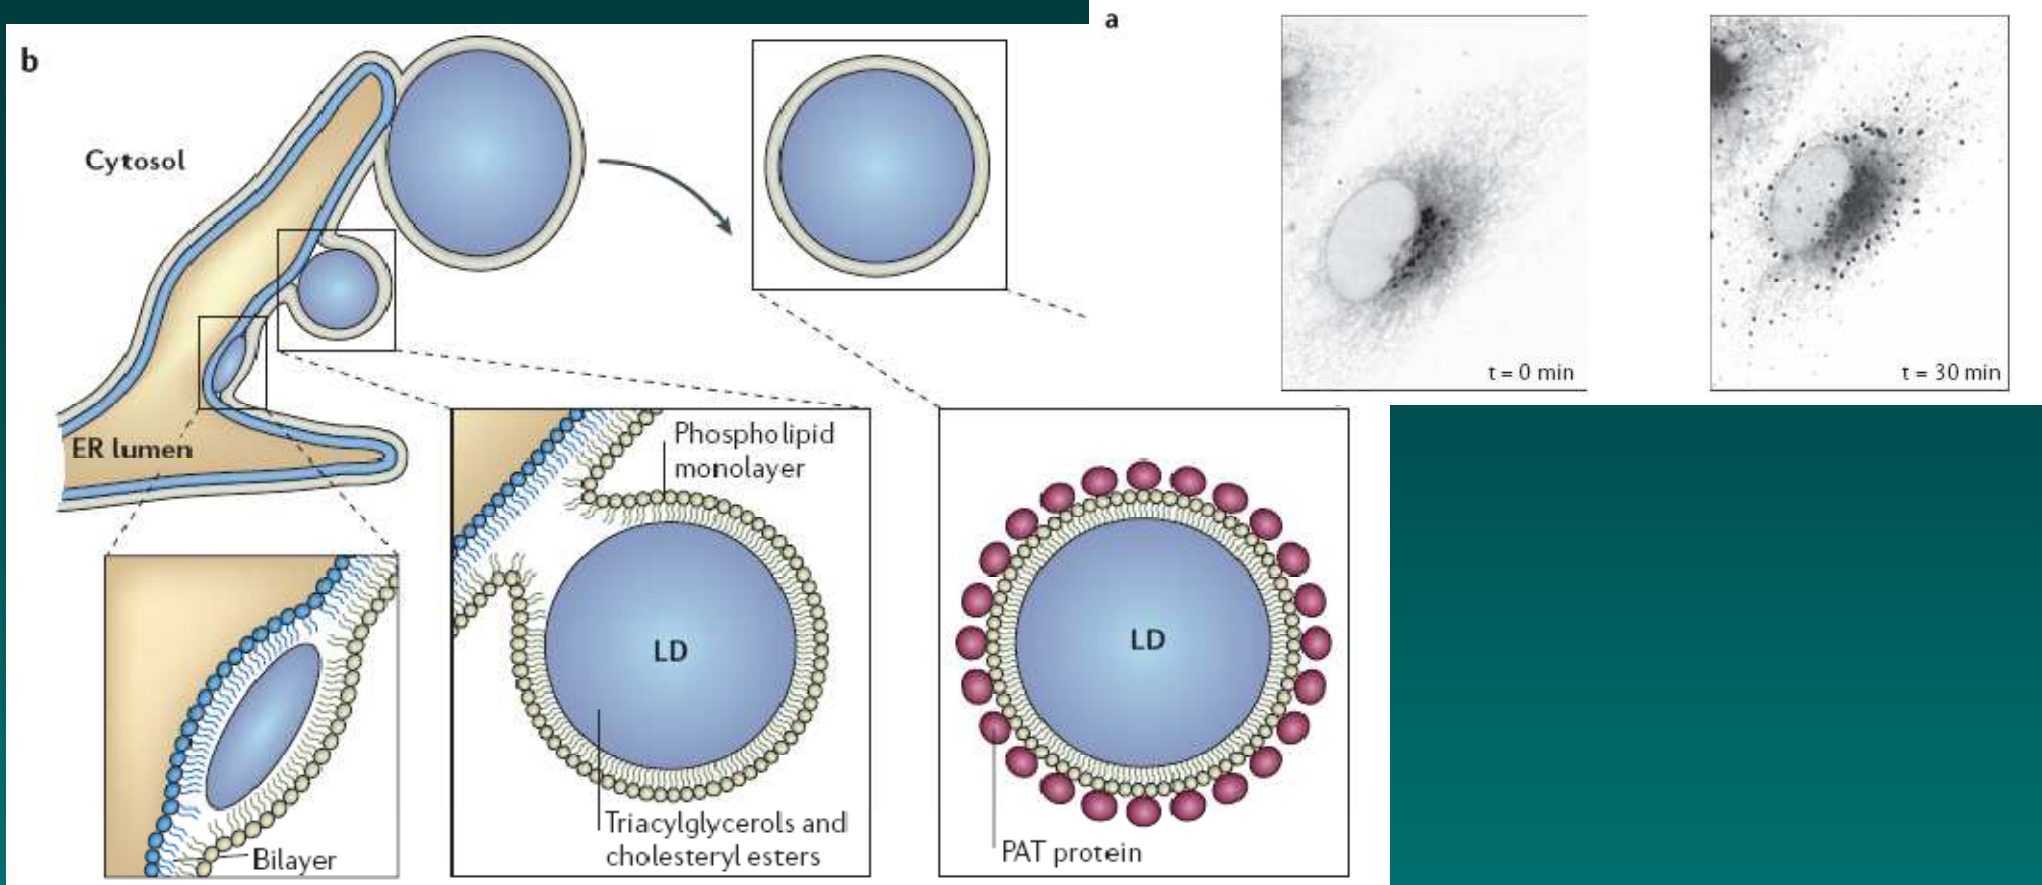 a
b
Cytosol
t = 0 min
t = 30 min
ER lumen
Phospholipid
monolayer
LD
LD
Triacylglycerols and
cholesteryl esters
Bilayer
PAT protein